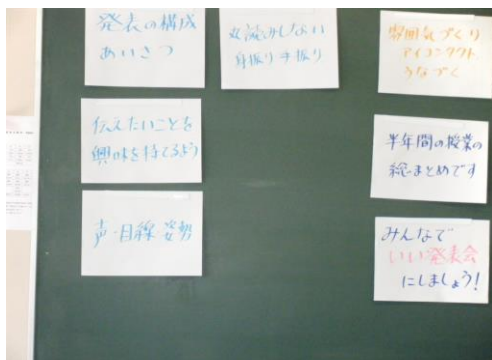 発表の構成
あいさつ
伝えたいことを
興味を持てるよう
声・目線・姿勢
丸読みしない
身振り手振り
雰囲気づくり
アイコンタクト
うなづく
半年間の授業の
総まとめです
みんなで
いい発表会
にしましょう!